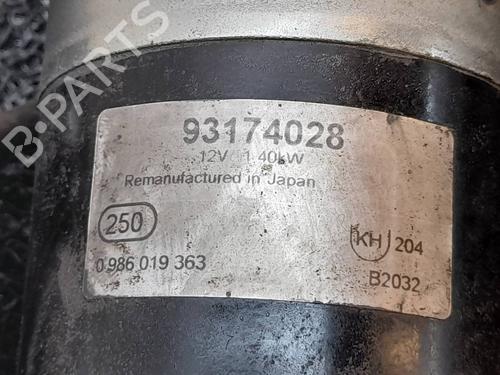 B-PARTS
93174028
12V 1.40kW
Remanufactured in Japan
250
KH 204
0 986 019 363
B2032